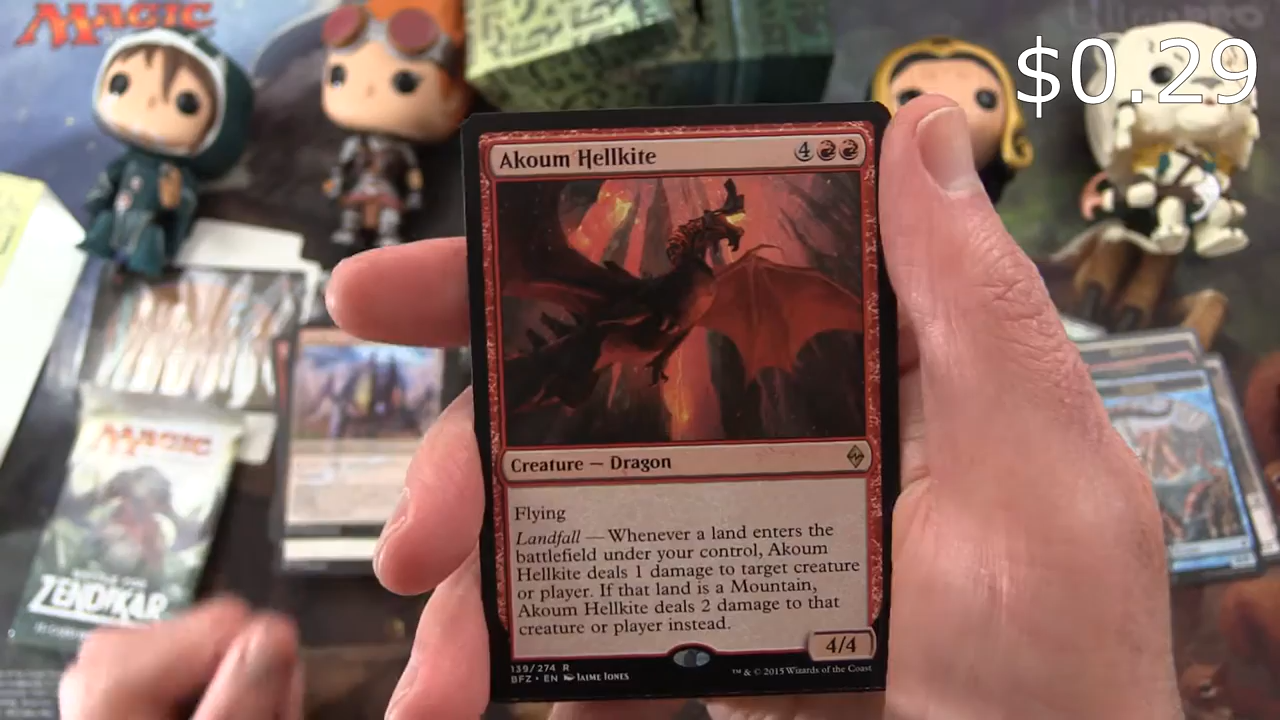 MAGIC
$0.29
Akoum Hellkite 4
Creature — Dragon
Flying
Landfall — Whenever a land enters the
battlefield under your control, Akoum
Hellkite deals 1 damage to target creature
or player. If that land is a Mountain,
Akoum Hellkite deals 2 damage to that
creature or player instead.
4/4
139/274 R
BFZ • EN JAIME JONES
™ & © 2015 Wizards of the Coast
MAGIC
ZENDIKAR